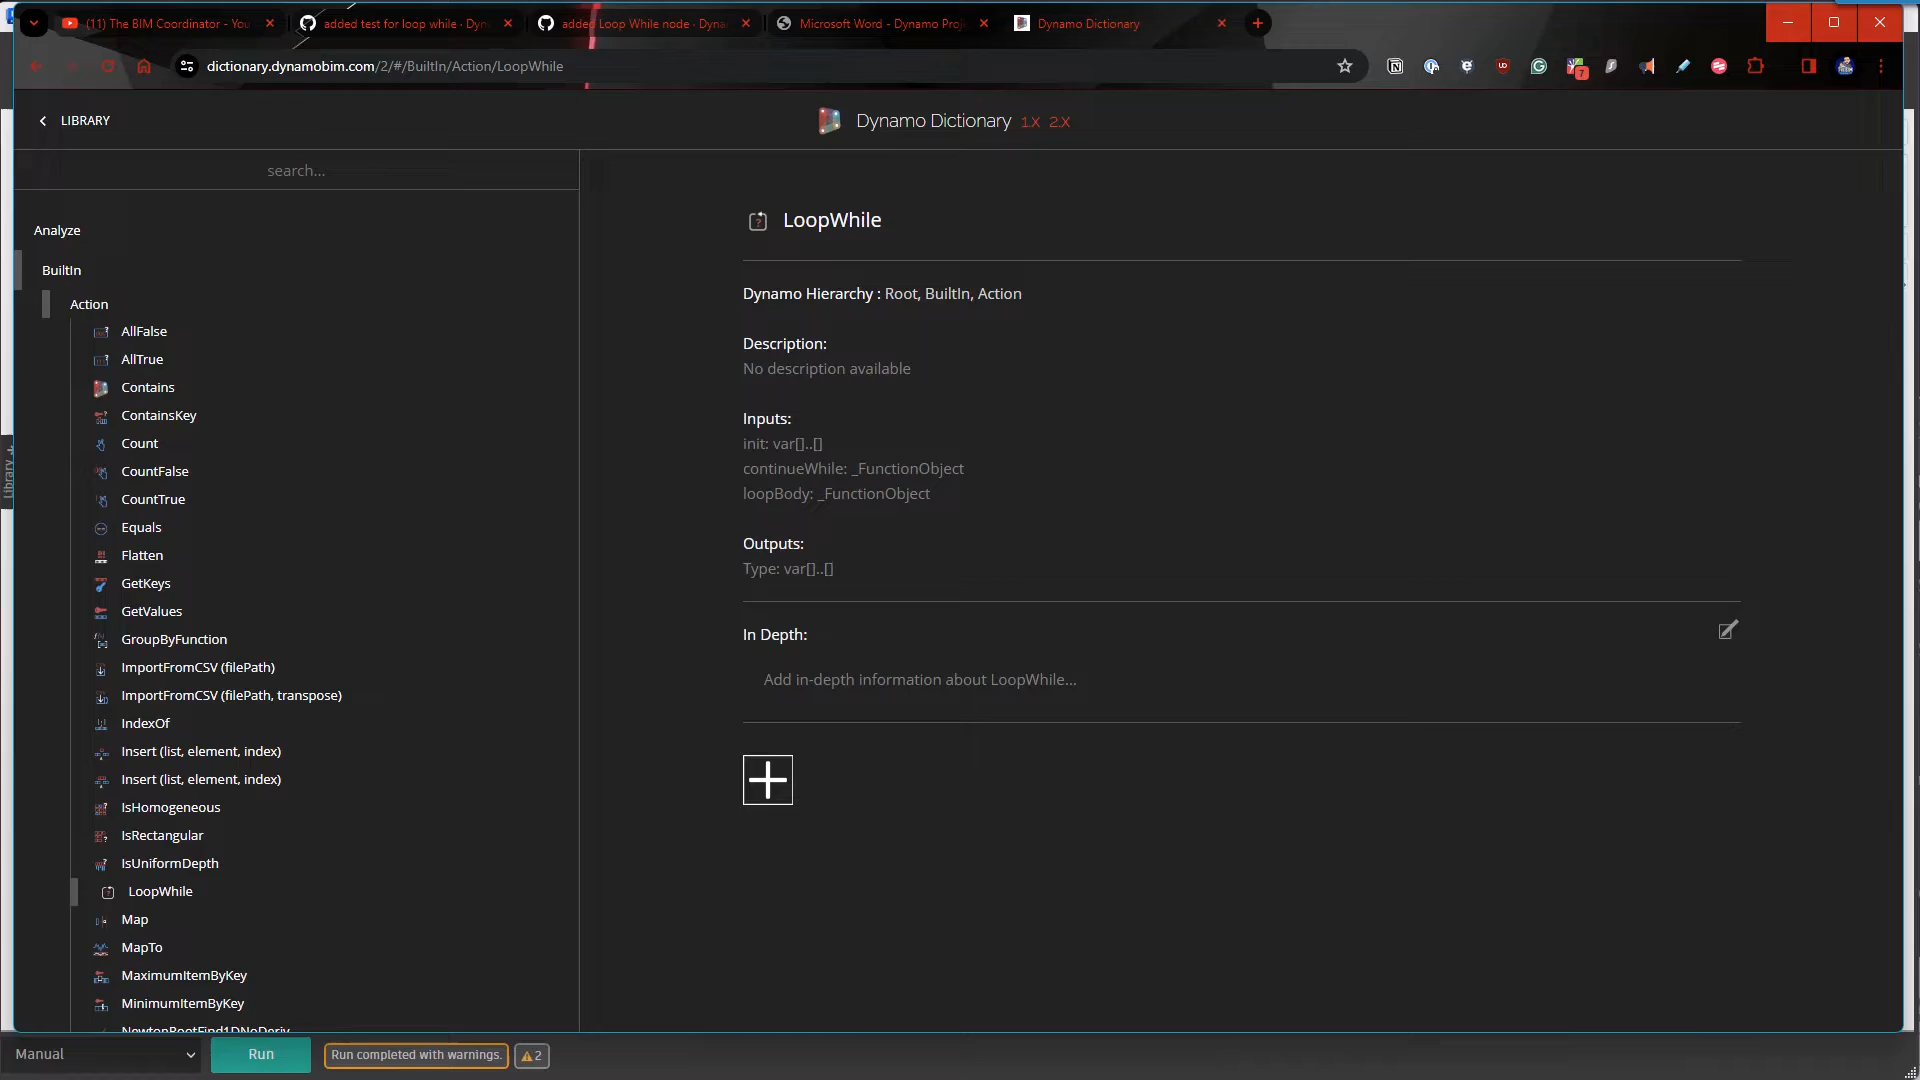 (11) The BIM Coordinator - You
added test for loop while · Dyn
added Loop While node · Dyna
Microsoft Word - Dynamo Proj
Dynamo Dictionary
dictionary.dynamobim.com/2/#/BuiltIn/Action/LoopWhile
7
LIBRARY
Dynamo Dictionary 1.X 2.X
search...
Analyze
BuiltIn
Action
AllFalse
AllTrue
Contains
ContainsKey
Count
CountFalse
CountTrue
Equals
Flatten
GetKeys
GetValues
GroupByFunction
ImportFromCSV (filePath)
ImportFromCSV (filePath, transpose)
IndexOf
Insert (list, element, index)
Insert (list, element, index)
IsHomogeneous
IsRectangular
IsUniformDepth
LoopWhile
Map
MapTo
MaximumItemByKey
MinimumItemByKey
NewtonRootFind1DNoDeriv
Library
LoopWhile
Dynamo Hierarchy : Root, BuiltIn, Action
Description:
No description available
Inputs:
init: var[]..[]
continueWhile: _FunctionObject
loopBody: _FunctionObject
Outputs:
Type: var[]..[]
In Depth:
Add in-depth information about LoopWhile...
Manual
Run
Run completed with warnings.
2